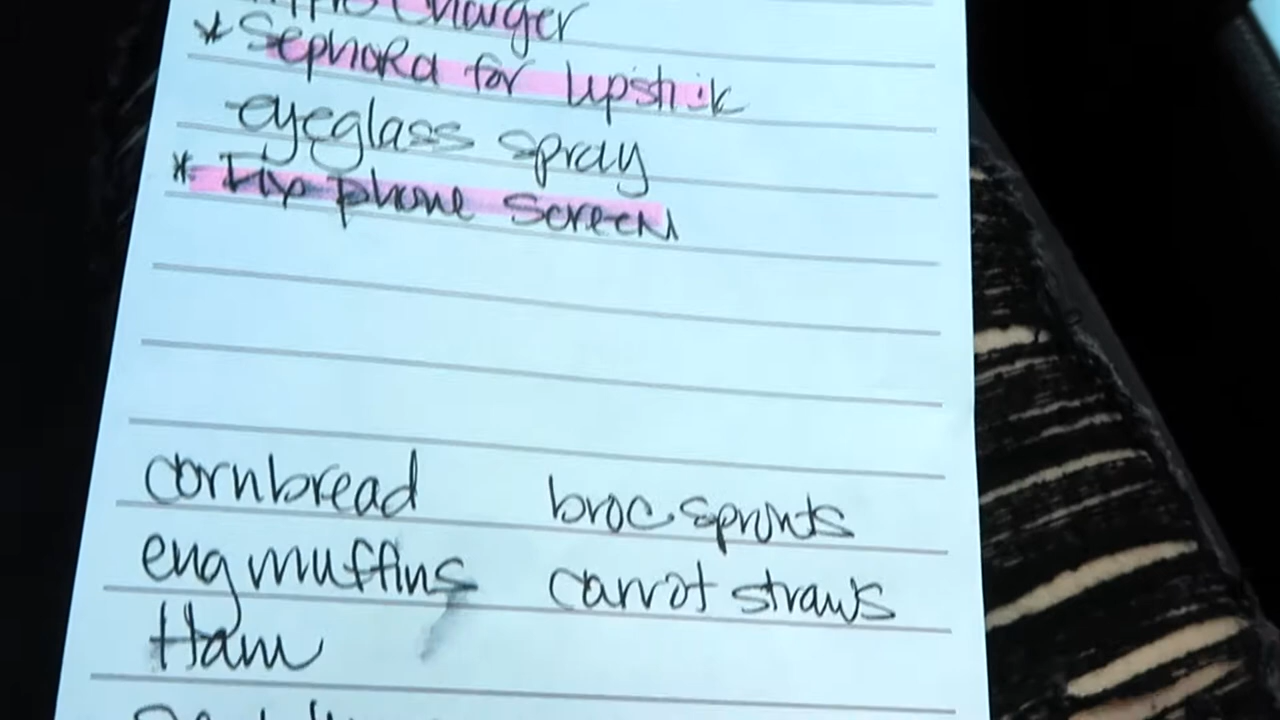 Charger
* Sephora for lipstick
eyeglass spray
* Fix phone screen
cornbread broc sprouts
eng muffins carrot straws
Ham